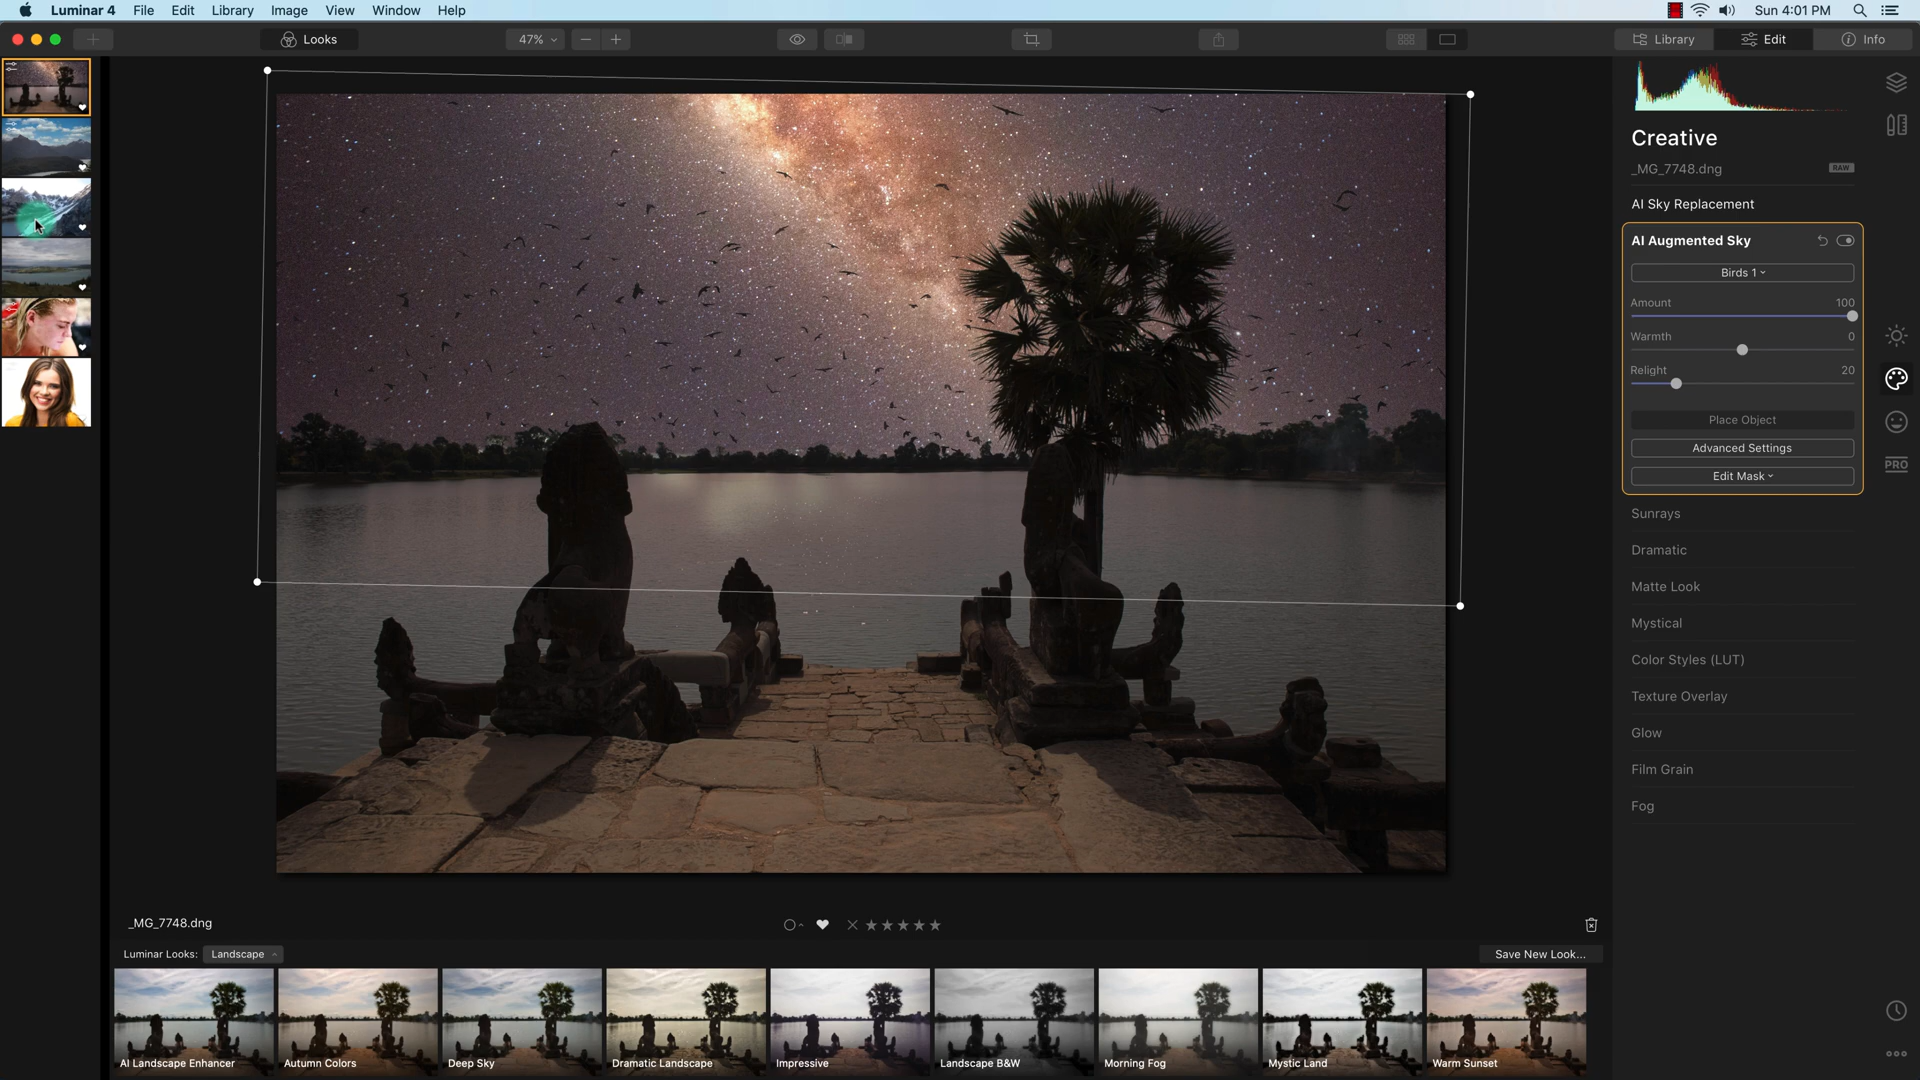 Luminar 4 File Edit Library Image View Window Help
Sun 4:01 PM
Looks
47%
Library
Edit
Info
Creative
_MG_7748.dng
RAW
AI Sky Replacement
AI Augmented Sky
Birds 1
Amount 100
Warmth 0
Relight 20
Place Object
Advanced Settings
Edit Mask
Sunrays
Dramatic
Matte Look
Mystical
Color Styles (LUT)
Texture Overlay
Glow
Film Grain
Fog
PRO
_MG_7748.dng
Luminar Looks: Landscape
Save New Look...
AI Landscape Enhancer
Autumn Colors
Deep Sky
Dramatic Landscape
Impressive
Landscape B&W
Morning Fog
Mystic Land
Warm Sunset